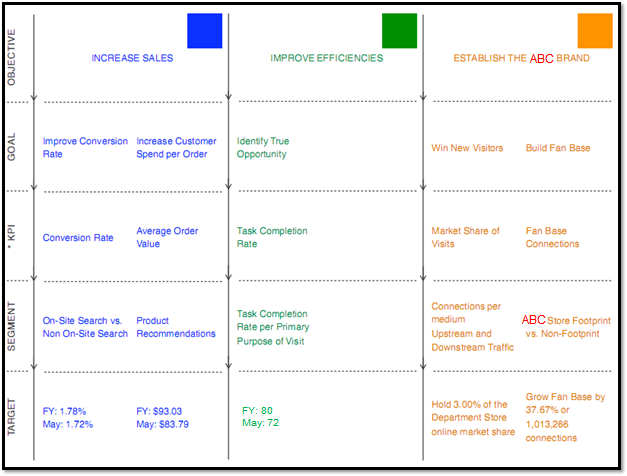 OBJECTIVE
INCREASE SALES
IMPROVE EFFICIENCIES
ESTABLISH THE ABC BRAND
GOAL
Improve Conversion
Rate
Increase Customer
Spend per Order
Identify True
Opportunity
Win New Visitors
Build Fan Base
* KPI
Conversion Rate
Average Order
Value
Task Completion
Rate
Market Share of
Visits
Fan Base
Connections
SEGMENT
On-Site Search vs.
Non On-Site Search
Product
Recommendations
Task Completion
Rate per Primary
Purpose of Visit
Connections per
medium
Upstream and
Downstream Traffic
ABC Store Footprint
vs. Non-Footprint
TARGET
FY: 1.78%
May: 1.72%
FY: $93.03
May: $83.79
FY: 80
May: 72
Hold 3.00% of the
Department Store
online market share
Grow Fan Base by
37.67% or
1,013,266
connections